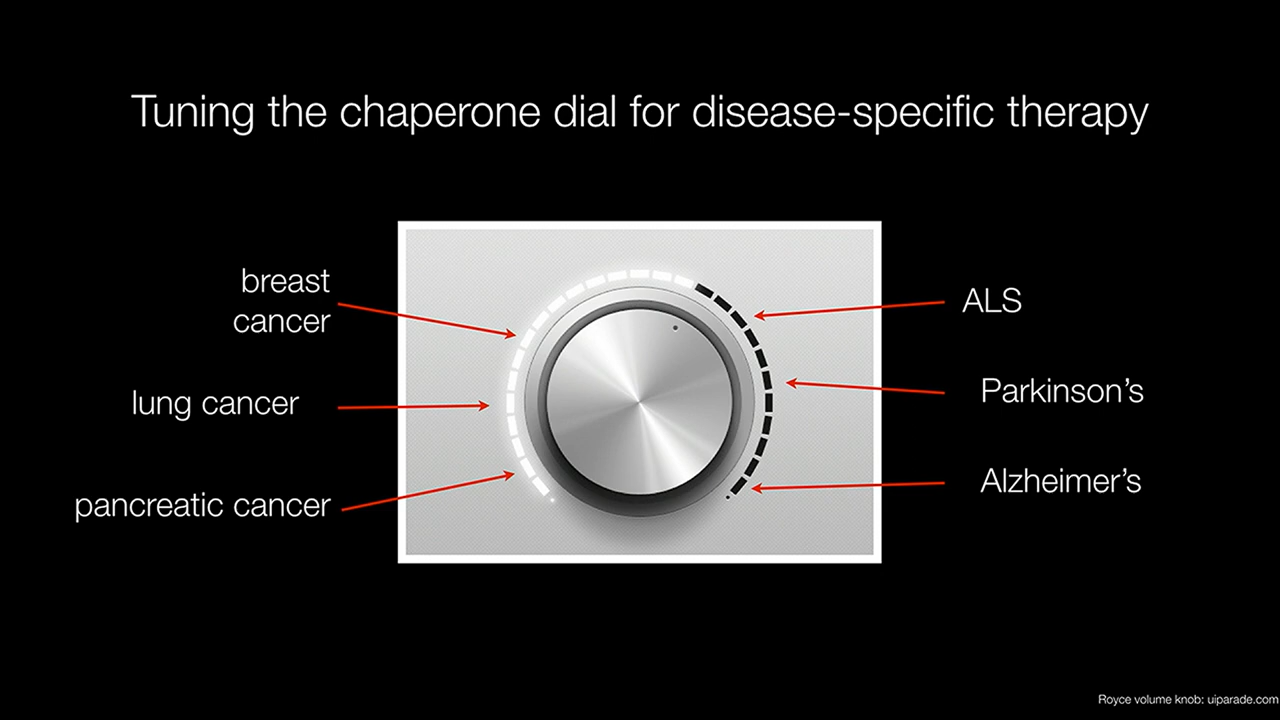 Tuning the chaperone dial for disease-specific therapy
breast
cancer
lung cancer
pancreatic cancer
ALS
Parkinson’s
Alzheimer’s
Royce volume knob: uiparade.com